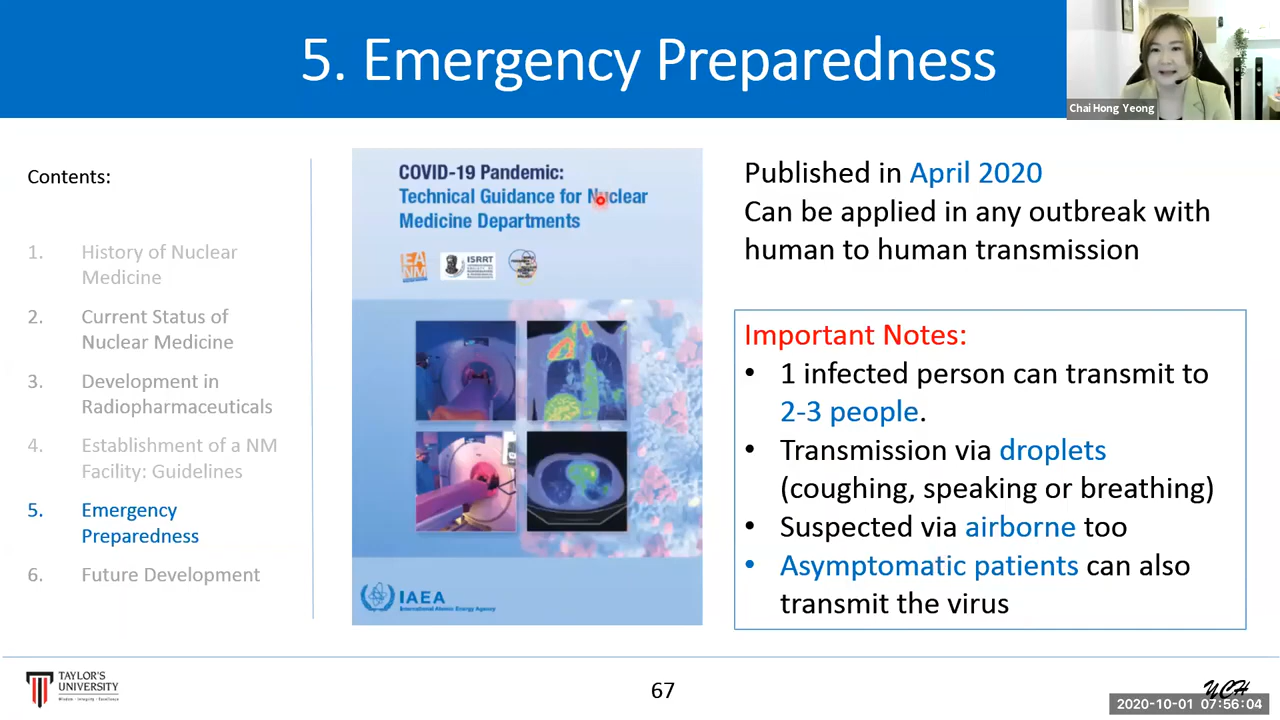 5. Emergency Preparedness
Chai Hong Yeong
Contents:
1. History of Nuclear
Medicine
2. Current Status of
Nuclear Medicine
3. Development in
Radiopharmaceuticals
4. Establishment of a NM
Facility: Guidelines
5. Emergency
Preparedness
6. Future Development
COVID-19 Pandemic:
Technical Guidance for Nuclear
Medicine Departments
EANM
ISRRT
IAEA
International Atomic Energy Agency
Published in April 2020
Can be applied in any outbreak with
human to human transmission
Important Notes:
• 1 infected person can transmit to
2-3 people.
• Transmission via droplets
(coughing, speaking or breathing)
• Suspected via airborne too
• Asymptomatic patients can also
transmit the virus
TAYLOR'S
UNIVERSITY
Wisdom · Integrity · Excellence
67
YCH
2020-10-01 07:56:04